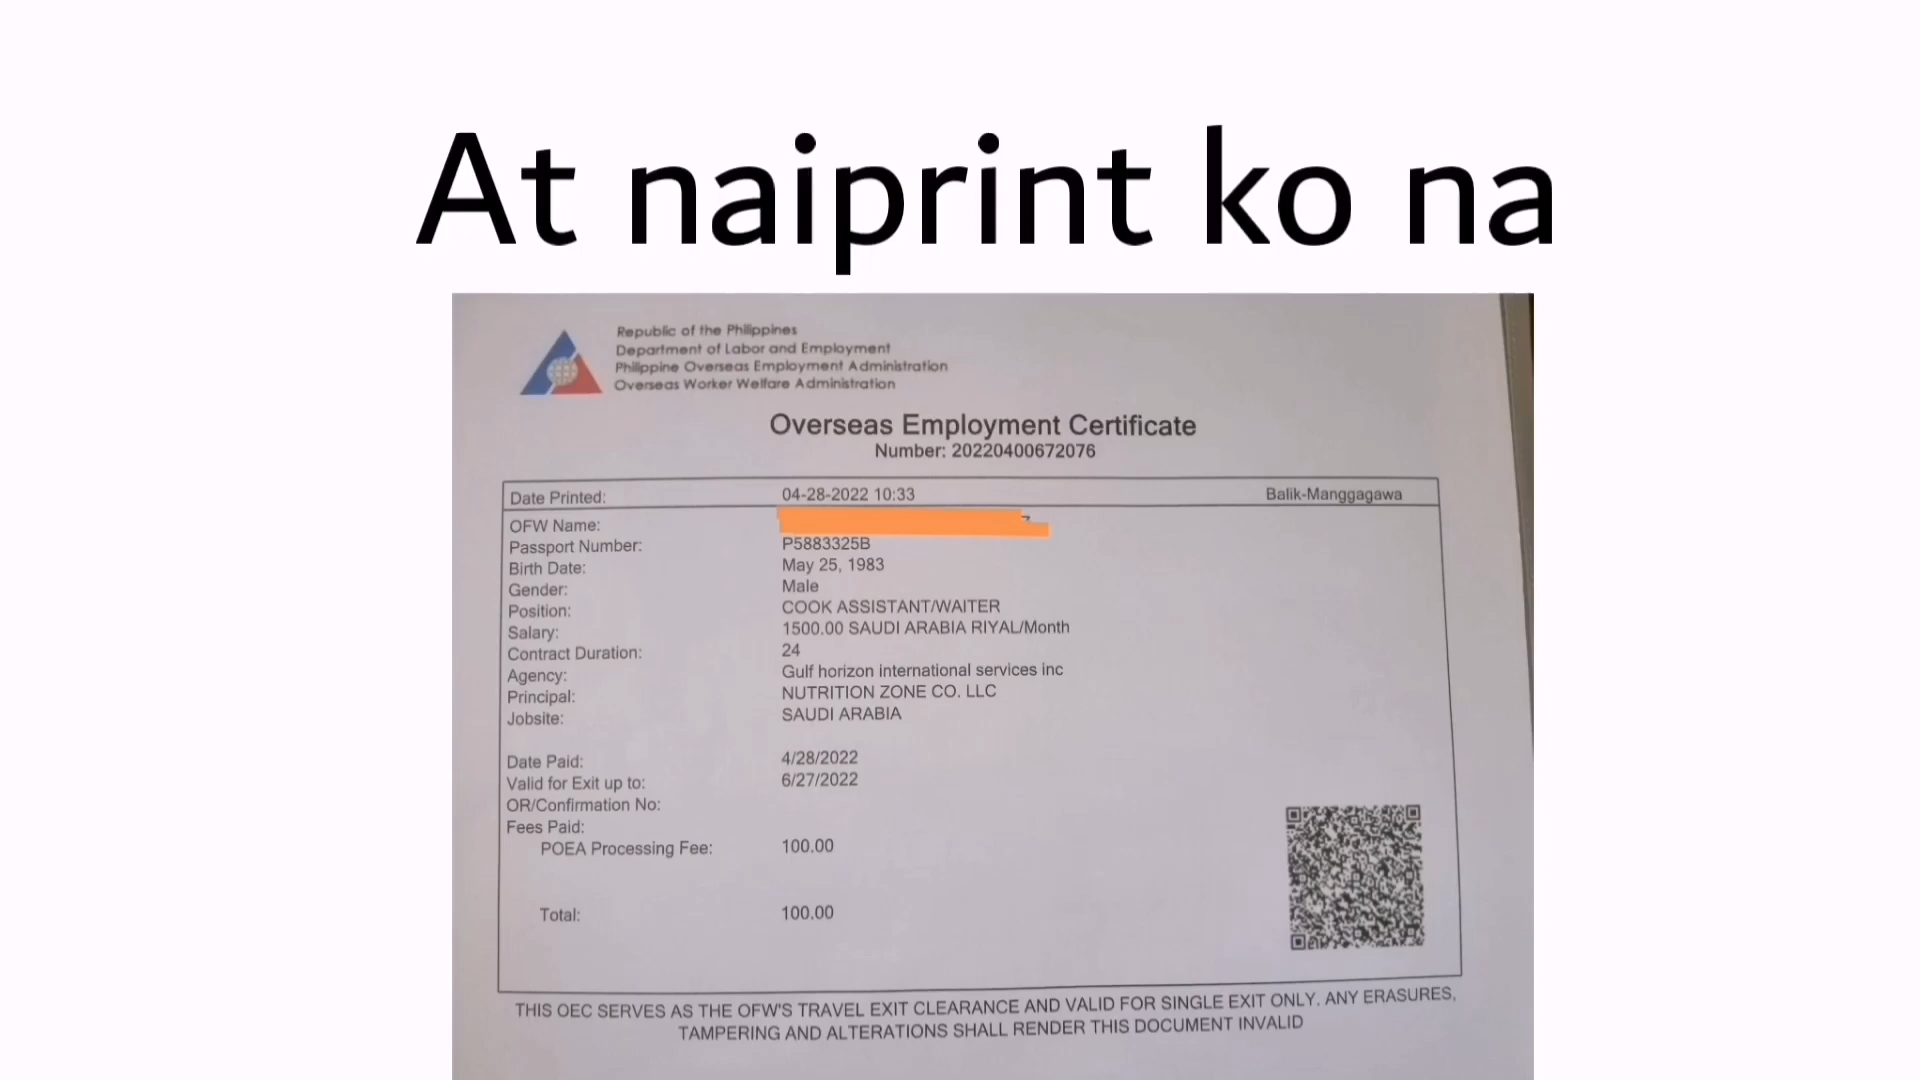 At naiprint ko na
Republic of the Philippines
Department of Labor and Employment
Philippine Overseas Employment Administration
Overseas Worker Welfare Administration
Overseas Employment Certificate
Number: 20220400672076
Date Printed: 04-28-2022 10:33 Balik-Manggagawa
OFW Name:
Passport Number: P5883325B
Birth Date: May 25, 1983
Gender: Male
Position: COOK ASSISTANT/WAITER
Salary: 1500.00 SAUDI ARABIA RIYAL/Month
Contract Duration: 24
Agency: Gulf horizon international services inc
Principal: NUTRITION ZONE CO. LLC
Jobsite: SAUDI ARABIA
Date Paid: 4/28/2022
Valid for Exit up to: 6/27/2022
OR/Confirmation No:
Fees Paid:
POEA Processing Fee: 100.00
Total: 100.00
THIS OEC SERVES AS THE OFW'S TRAVEL EXIT CLEARANCE AND VALID FOR SINGLE EXIT ONLY. ANY ERASURES,
TAMPERING AND ALTERATIONS SHALL RENDER THIS DOCUMENT INVALID